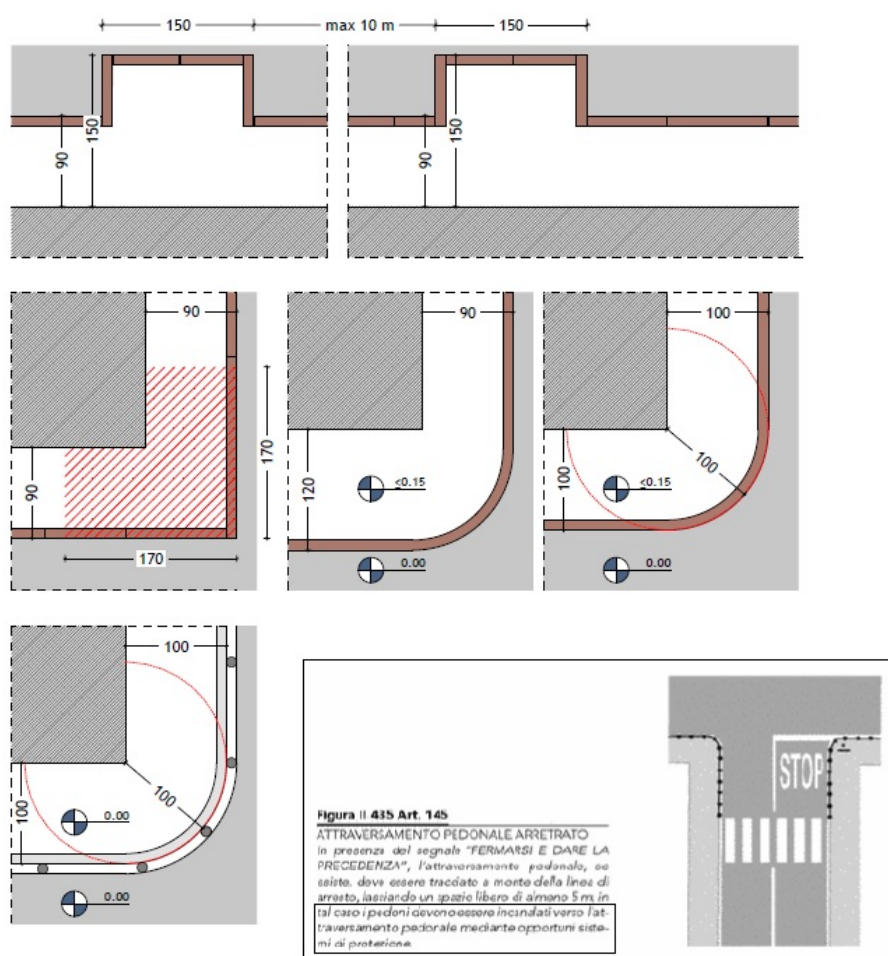 150
max 10 m
150
90
150
90
150
90
90
100
90
170
120
≤0.15
100
100
≤0.15
170
0.00
0.00
100
100
100
0.00
0.00
STOP
Figura II 435 Art. 145
ATTRAVERSAMENTO PEDONALE ARRETRATO
In presenza del segnale "FERMARSI E DARE LA
PRECEDENZA", l'attraversamento pedonale, se
esiste, deve essere tracciato a monte della linea di
arresto, lasciando un spazio libero di almeno 5 m; in
tal caso i pedoni devono essere incanalati verso l'at-
traversamento pedonale mediante opportuni siste-
mi di protezione.